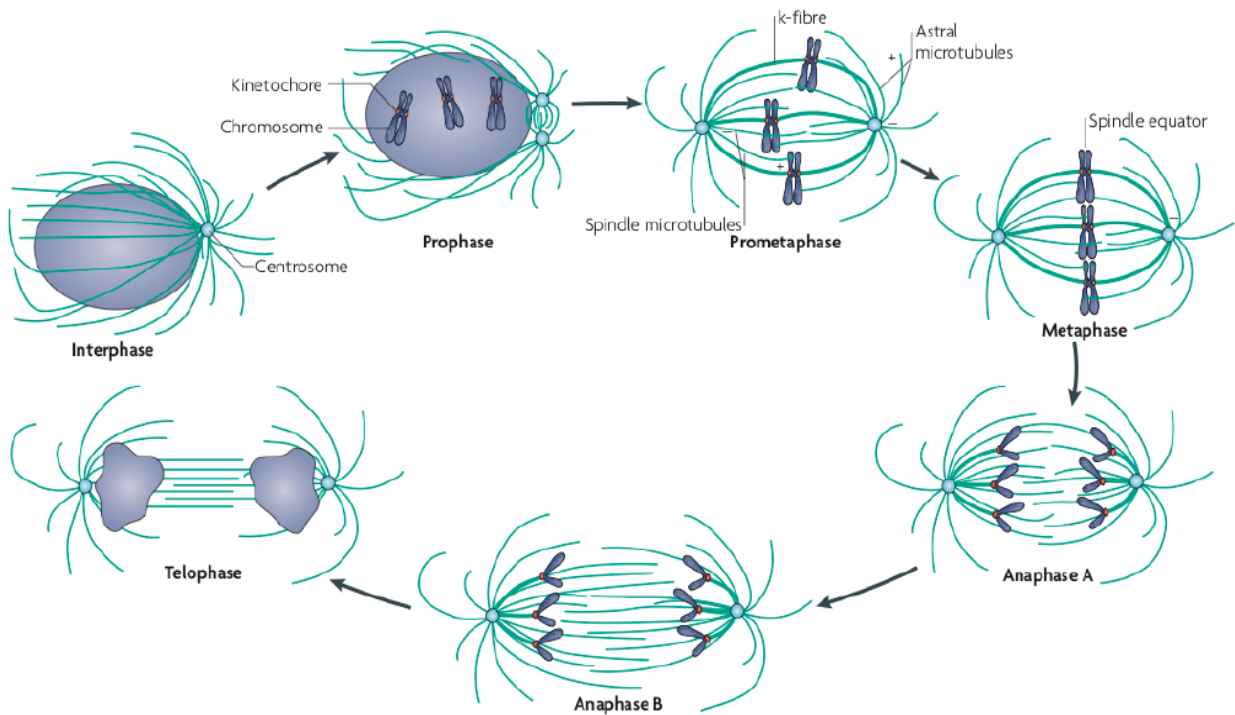 Kinetochore
Chromosome
Prophase
Centrosome
Interphase
k-fibre
Astral
microtubules
+
–
–
+
Spindle microtubules
Prometaphase
Spindle equator
–
Metaphase
Anaphase A
Anaphase B
Telophase